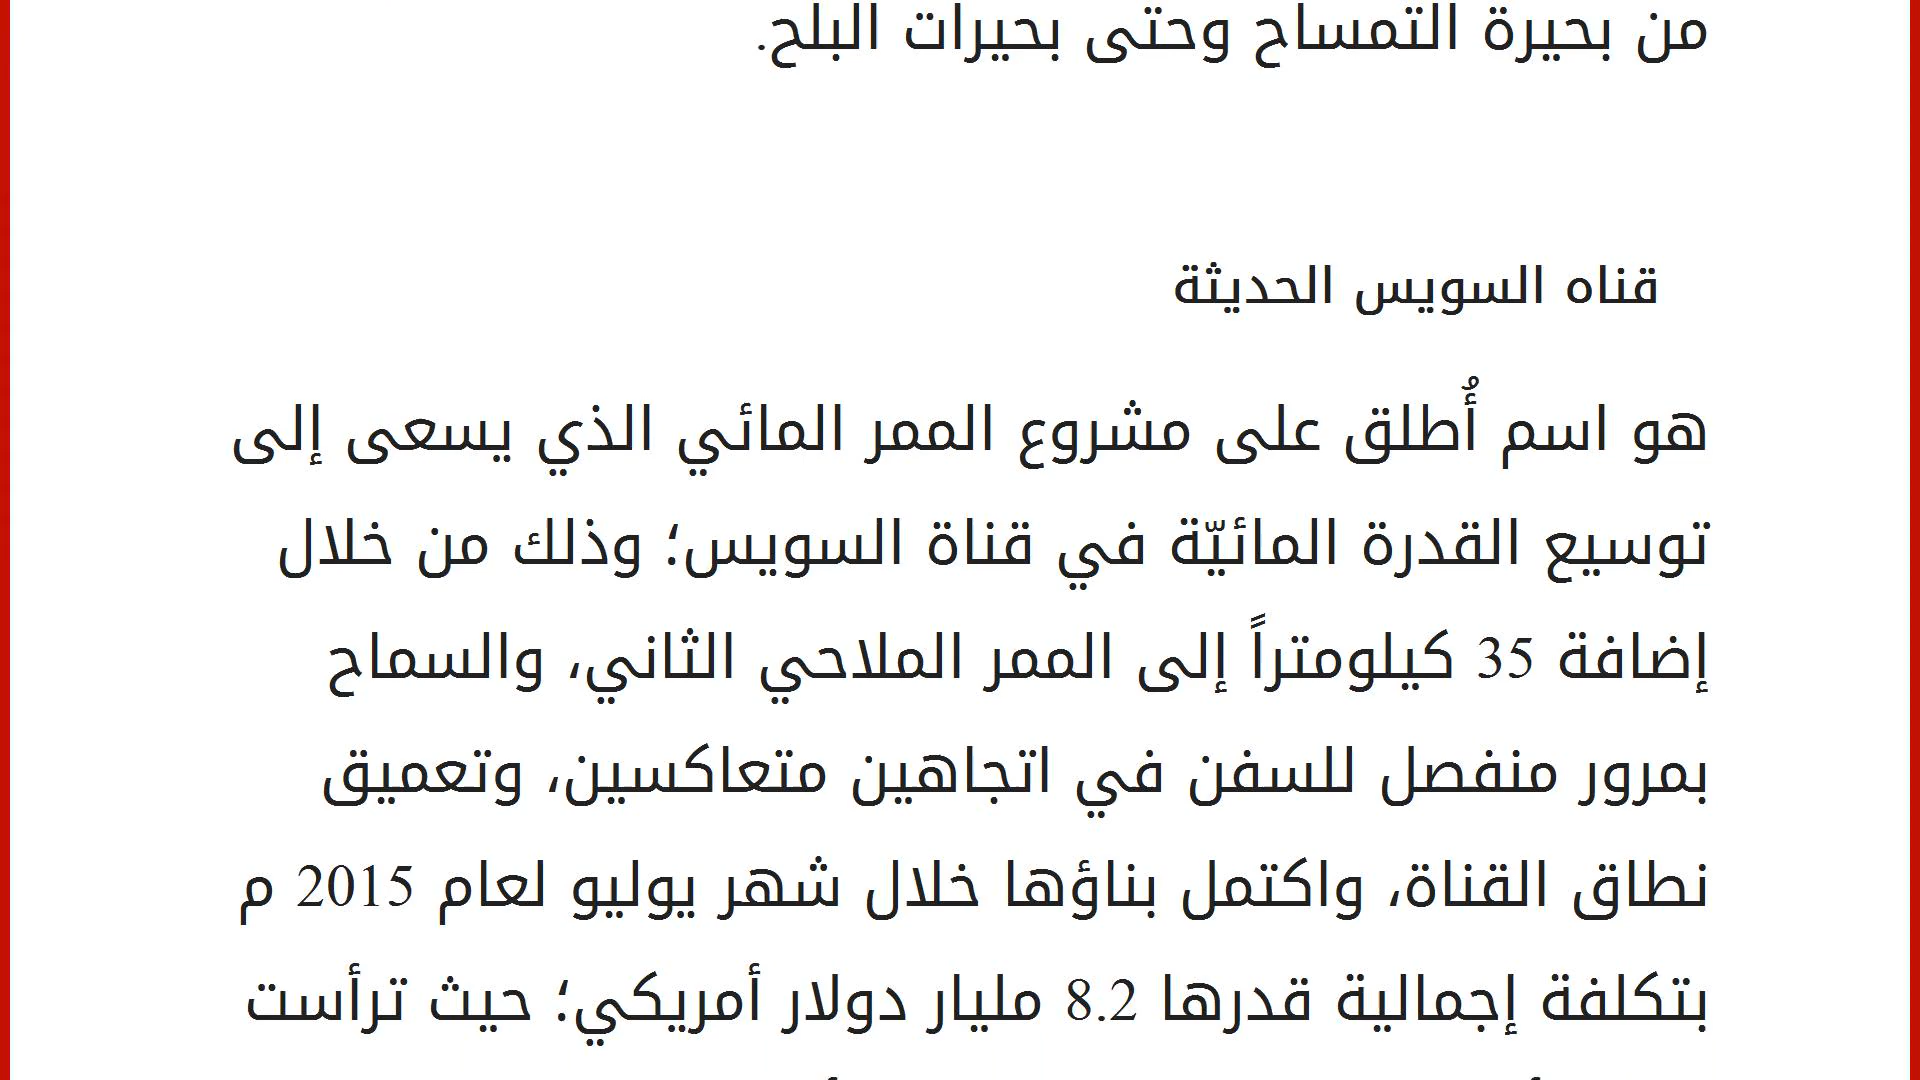 من بحيرة التمساح وحتى بحيرات البلح.
قناه السويس الحديثة
هو اسم أُطلق على مشروع الممر المائي الذي يسعى إلى
توسيع القدرة المائيّة في قناة السويس؛ وذلك من خلال
إضافة 35 كيلومتراً إلى الممر الملاحي الثاني، والسماح
بمرور منفصل للسفن في اتجاهين متعاكسين، وتعميق
نطاق القناة، واكتمل بناؤها خلال شهر يوليو لعام 2015 م
بتكلفة إجمالية قدرها 8.2 مليار دولار أمريكي؛ حيث ترأست